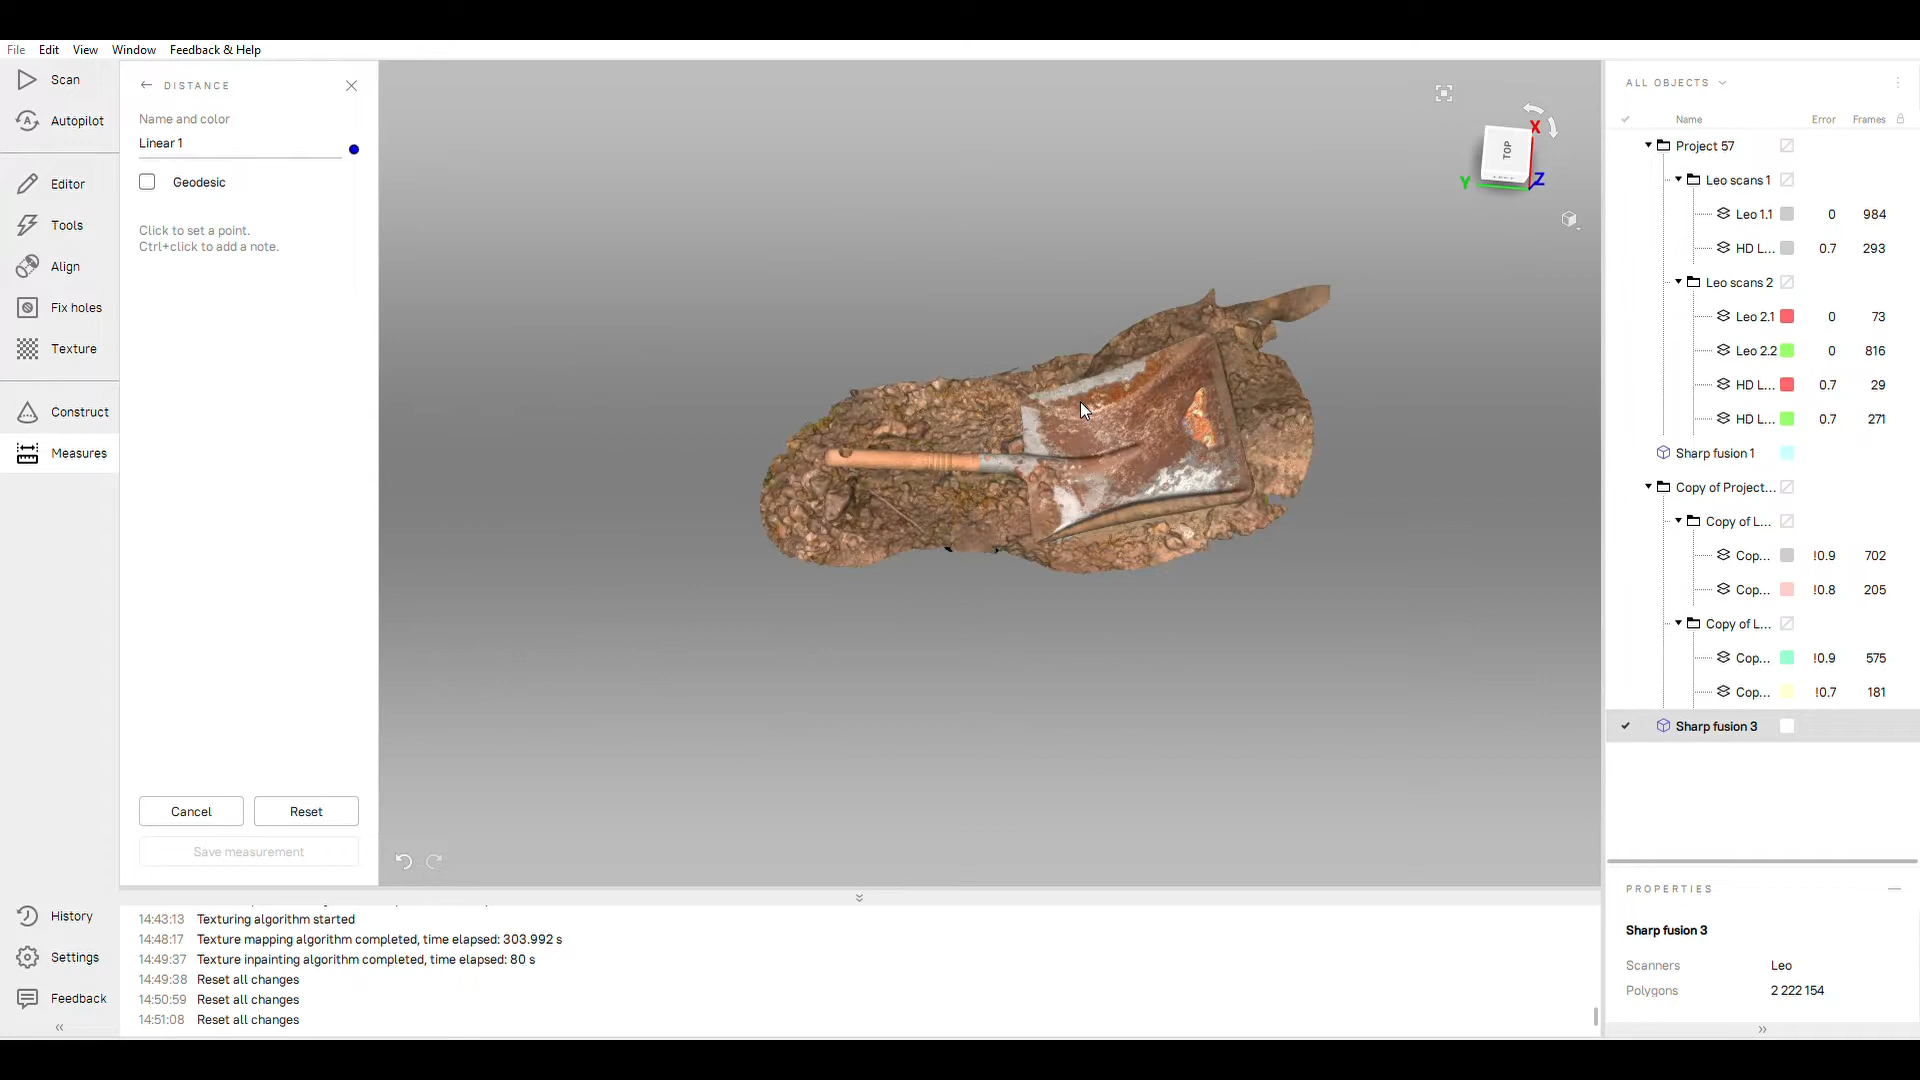 File Edit View Window Feedback & Help
Scan
Autopilot
Editor
Tools
Align
Fix holes
Texture
Construct
Measures
History
Settings
Feedback
DISTANCE
Name and color
Linear 1
Geodesic
Click to set a point.
Ctrl+click to add a note.
Cancel Reset
Save measurement
TOP
X
Y
Z
14:43:13 Texturing algorithm started
14:48:17 Texture mapping algorithm completed, time elapsed: 303.992 s
14:49:37 Texture inpainting algorithm completed, time elapsed: 80 s
14:49:38 Reset all changes
14:50:59 Reset all changes
14:51:08 Reset all changes
ALL OBJECTS
Name Error Frames
Project 57
Leo scans 1
Leo 1.1 0 984
HD L... 0.7 293
Leo scans 2
Leo 2.1 0 73
Leo 2.2 0 816
HD L... 0.7 29
HD L... 0.7 271
Sharp fusion 1
Copy of Project...
Copy of L...
Cop... !0.9 702
Cop... !0.8 205
Copy of L...
Cop... !0.9 575
Cop... !0.7 181
Sharp fusion 3
PROPERTIES
Sharp fusion 3
Scanners Leo
Polygons 2 222 154